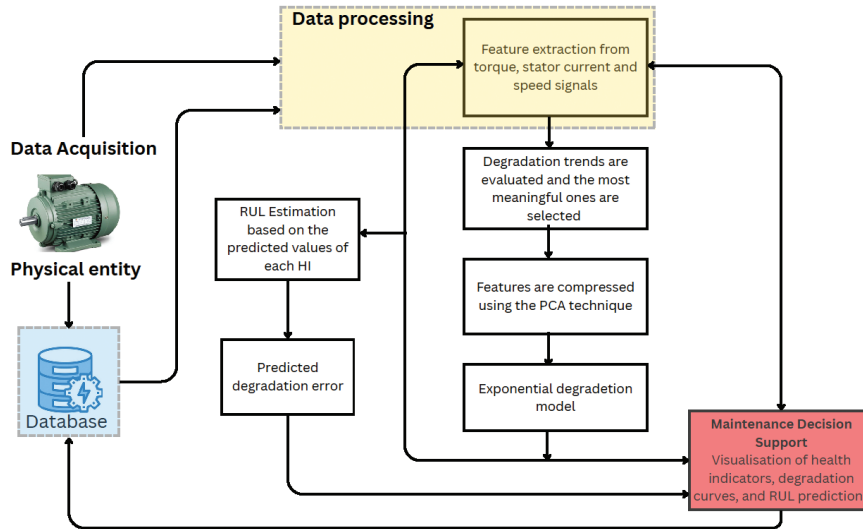 Data processing
Feature extraction from
torque, stator current and
speed signals
Data Acquisition
Physical entity
Database
Degradation trends are
evaluated and the most
meaningful ones are
selected
RUL Estimation
based on the
predicted values of
each HI
Features are compressed
using the PCA technique
Predicted
degradation error
Exponential degradetion
model
Maintenance Decision
Support
Visualisation of health
indicators, degradation
curves, and RUL prediction